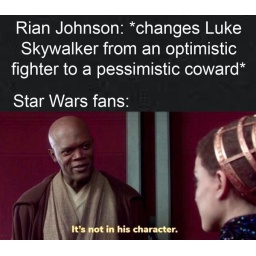 Rian Johnson: *changes Luke
Skywalker from an optimistic
fighter to a pessimistic coward*
Star Wars fans:
It's not in his character.